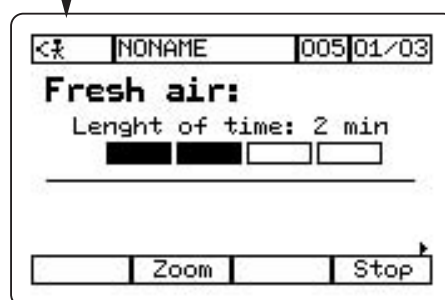 NONAME 005 01/03
Fresh air:
Lenght of time: 2 min
Zoom Stop